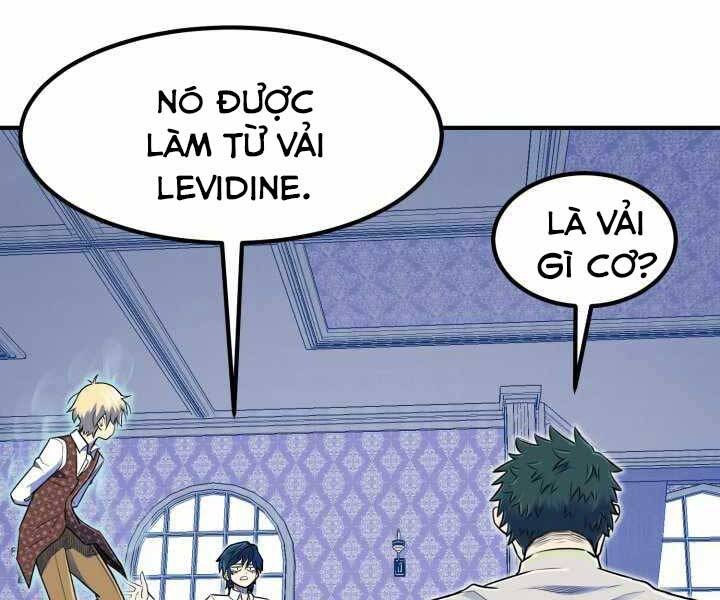 NÓ ĐƯỢC
LÀM TỪ VẢI
LEVIDINE.
LÀ VẢI
GÌ CƠ?